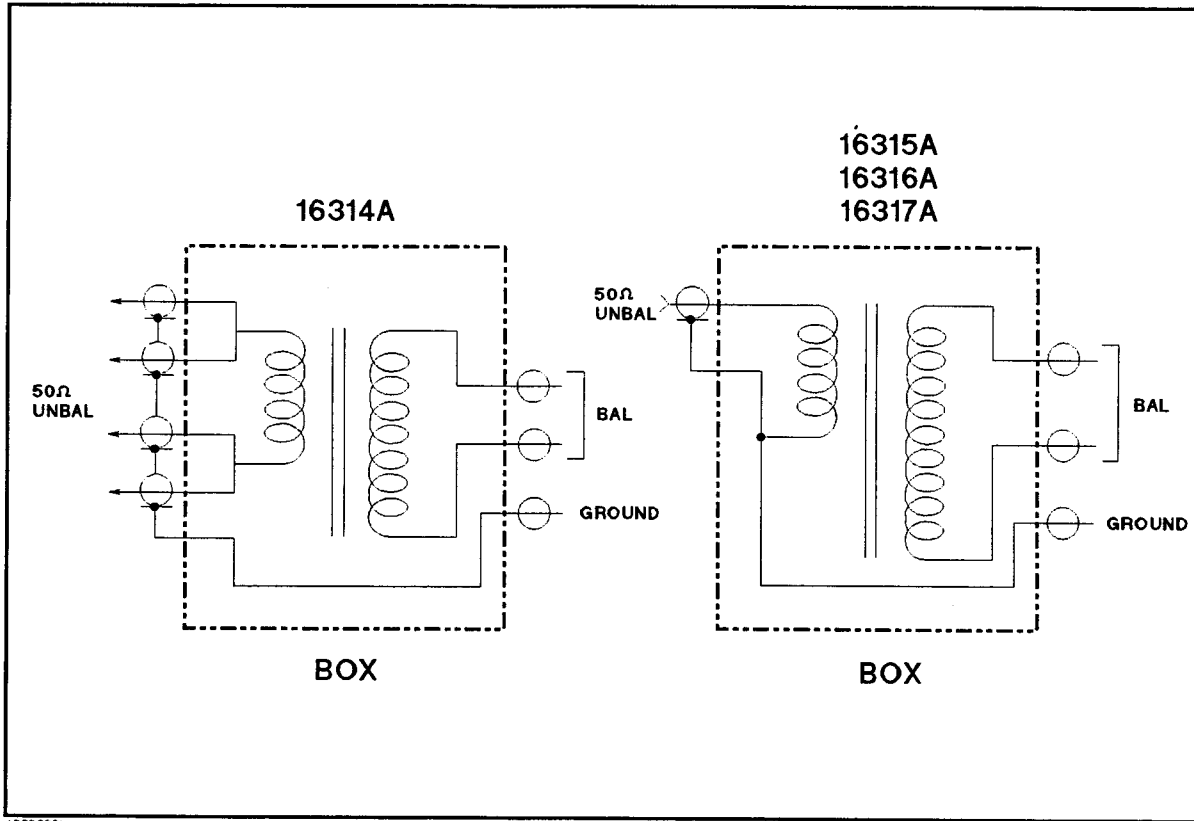 16314A
50Ω
UNBAL
BAL
GROUND
BOX
16315A
16316A
16317A
50Ω
UNBAL
BAL
GROUND
BOX